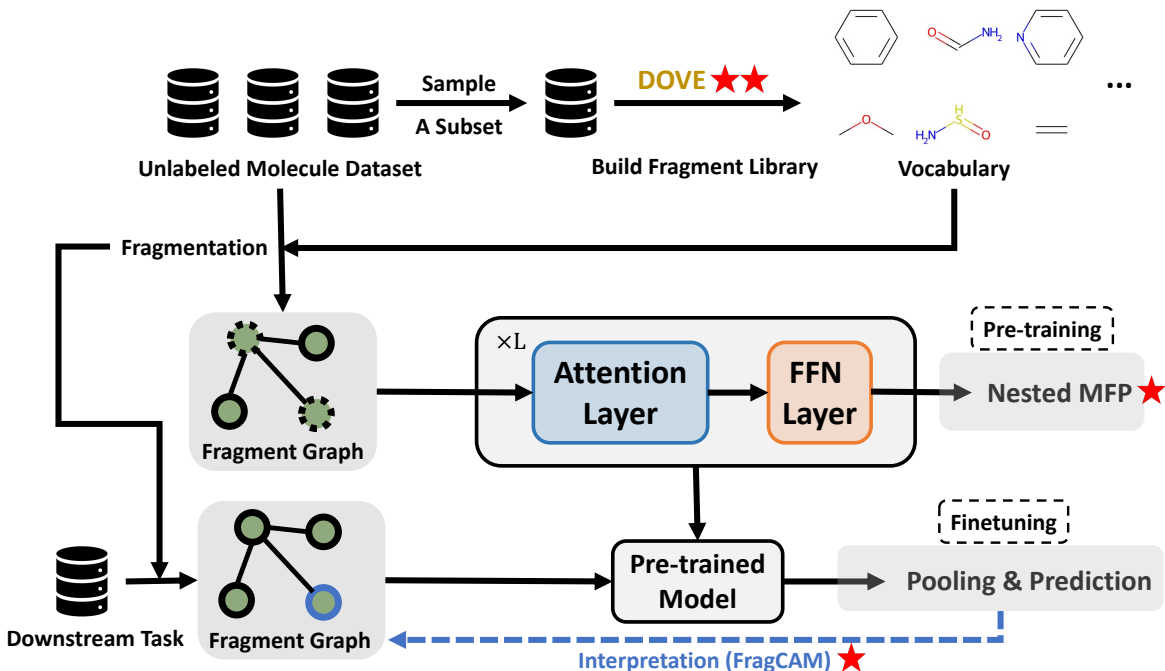 Sample
A Subset
DOVE
O
NH2
N
...
O
H
S
H2N
O
Unlabeled Molecule Dataset
Build Fragment Library
Vocabulary
Fragmentation
×L
Attention
Layer
FFN
Layer
Pre-training
Nested MFP
Fragment Graph
Finetuning
Pre-trained
Model
Pooling & Prediction
Downstream Task
Fragment Graph
Interpretation (FragCAM)